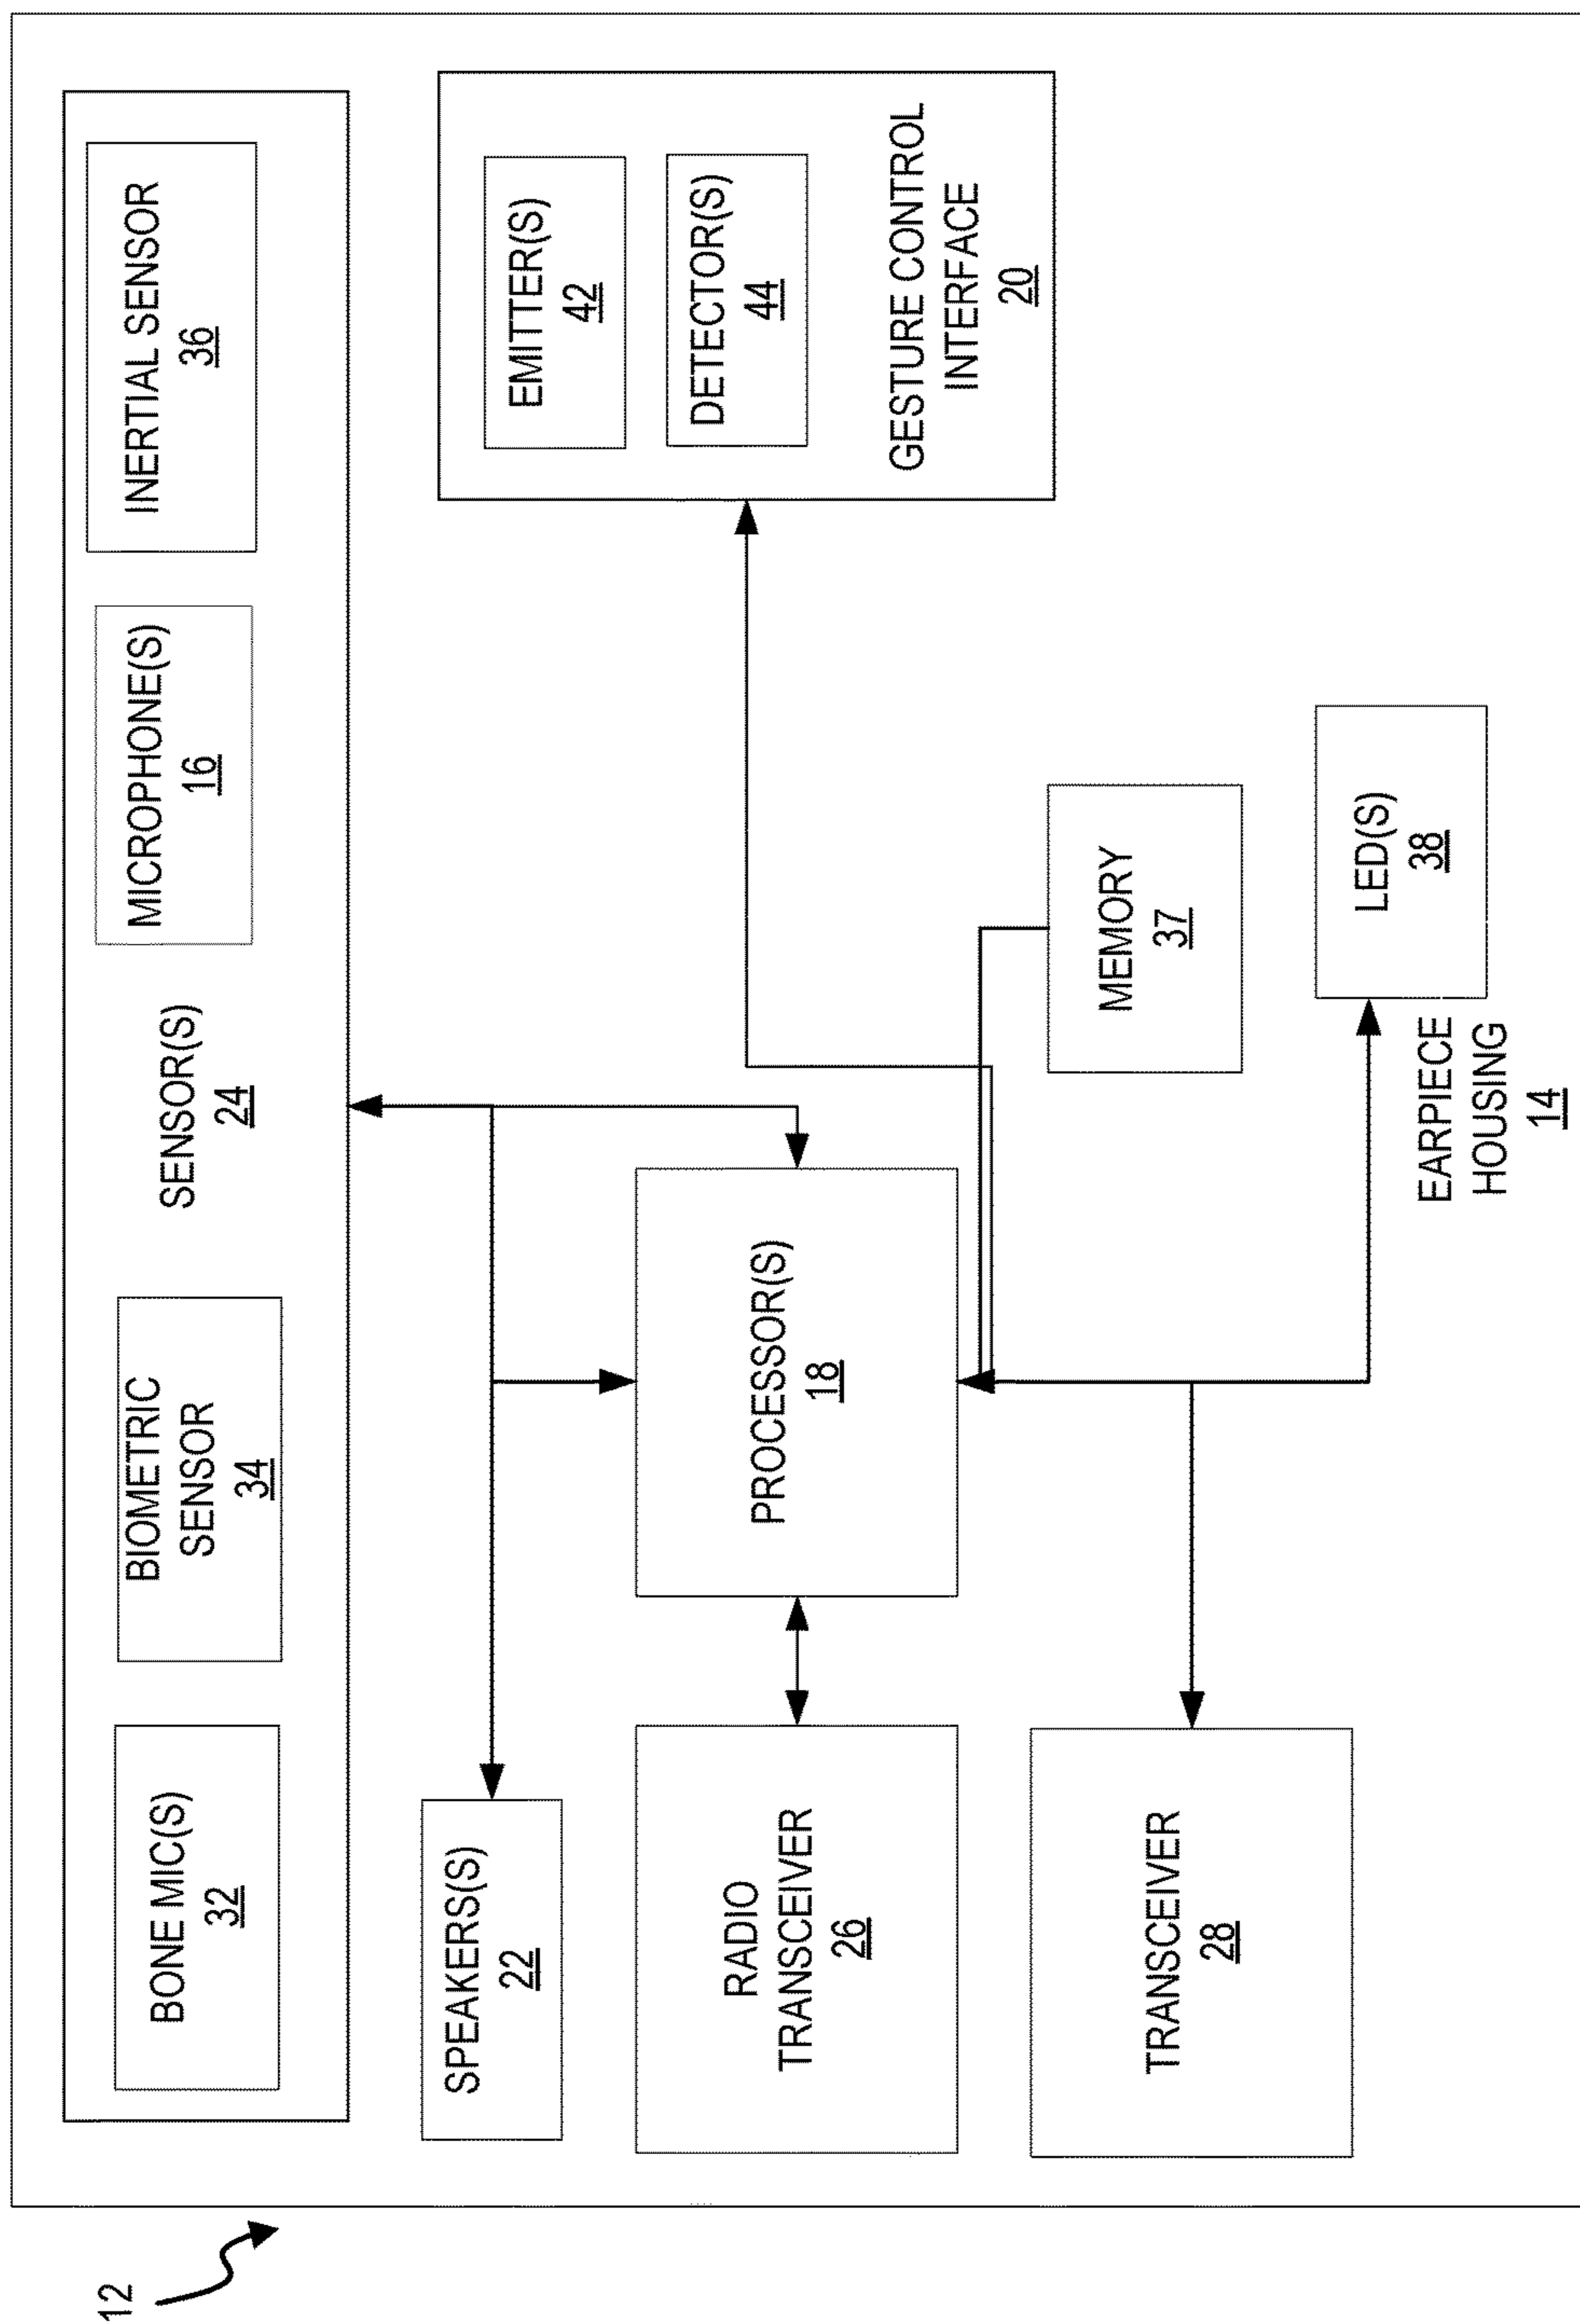 12
BONE MIC(S)
32
BIOMETRIC
SENSOR
34
SENSOR(S)
24
MICROPHONE(S)
16
INERTIAL SENSOR
36
SPEAKERS(S)
22
EMITTER(S)
42
DETECTOR(S)
44
GESTURE CONTROL
INTERFACE
20
RADIO
TRANSCEIVER
26
PROCESSOR(S)
18
MEMORY
37
TRANSCEIVER
28
LED(S)
38
EARPIECE
HOUSING
14